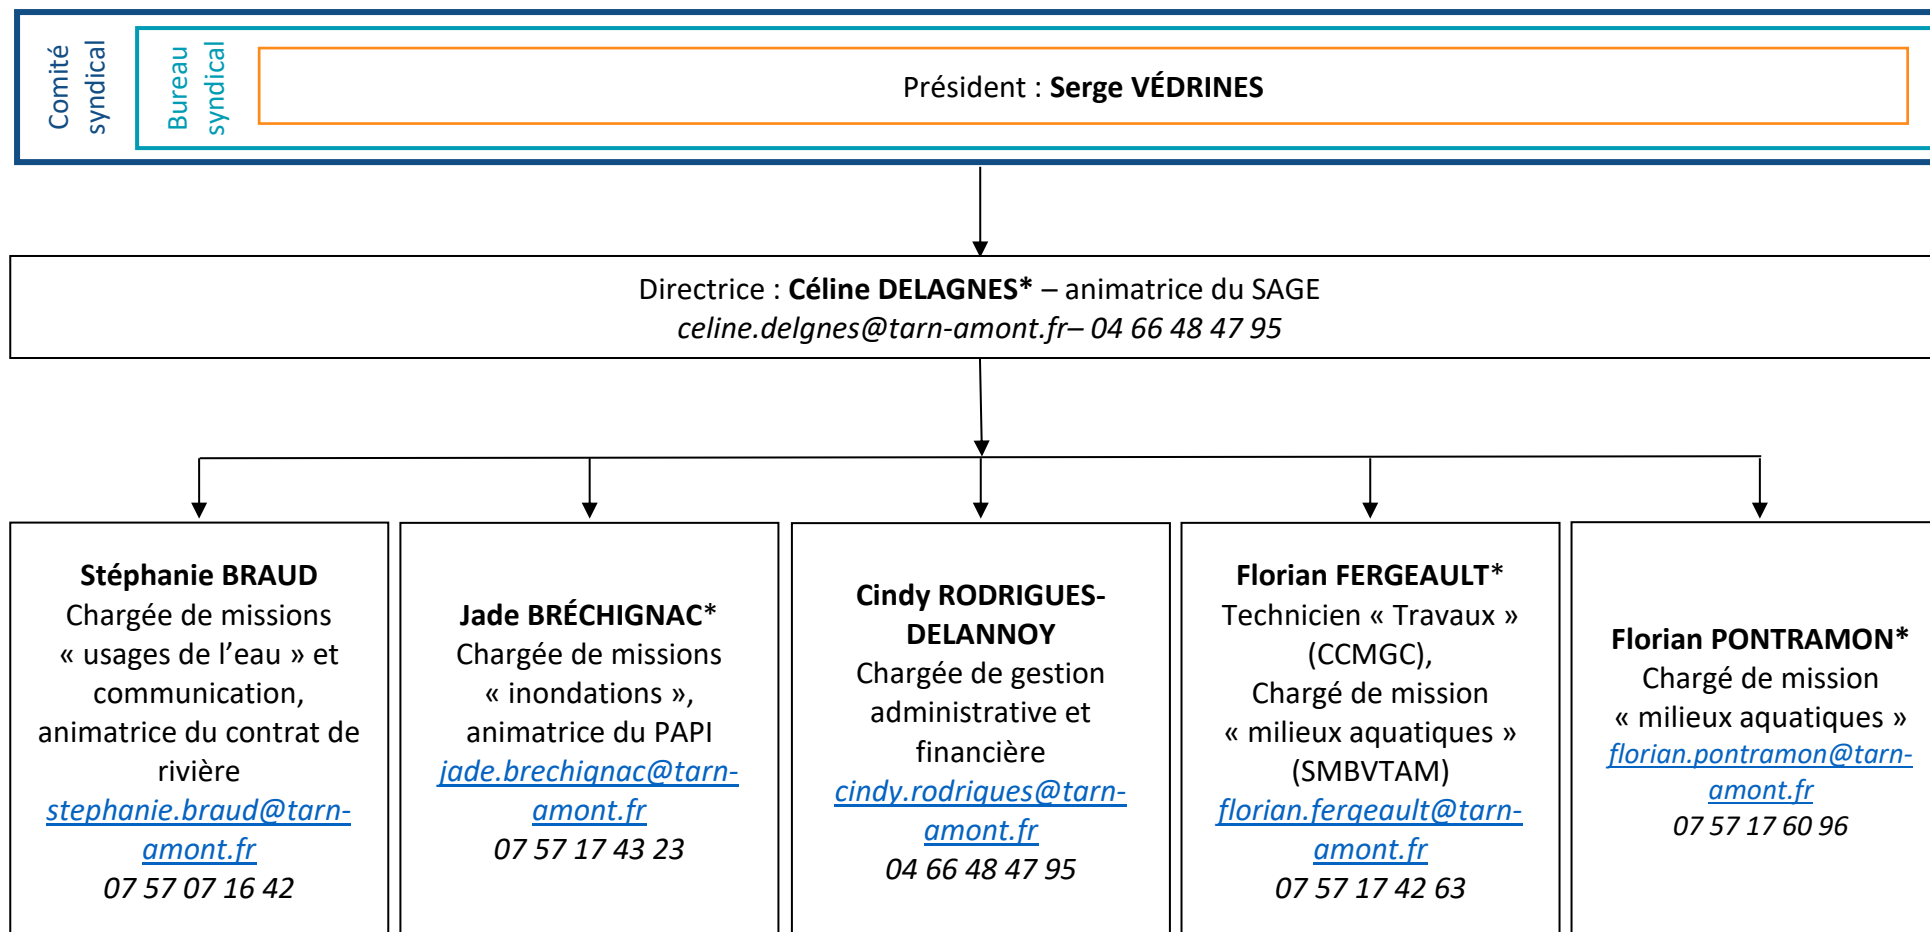 Comité
syndical
Bureau
syndical
Président : Serge VÉDRINES
Directrice : Céline DELAGNES* – animatrice du SAGE
celine.delgnes@tarn-amont.fr– 04 66 48 47 95
Stéphanie BRAUD
Chargée de missions
« usages de l’eau » et
communication,
animatrice du contrat de
rivière
stephanie.braud@tarn-
amont.fr
07 57 07 16 42
Jade BRÉCHIGNAC*
Chargée de missions
« inondations »,
animatrice du PAPI
jade.brechignac@tarn-
amont.fr
07 57 17 43 23
Cindy RODRIGUES-
DELANNOY
Chargée de gestion
administrative et
financière
cindy.rodrigues@tarn-
amont.fr
04 66 48 47 95
Florian FERGEAULT*
Technicien « Travaux »
(CCMGC),
Chargé de mission
« milieux aquatiques »
(SMBVTAM)
florian.fergeault@tarn-
amont.fr
07 57 17 42 63
Florian PONTRAMON*
Chargé de mission
« milieux aquatiques »
florian.pontramon@tarn-
amont.fr
07 57 17 60 96